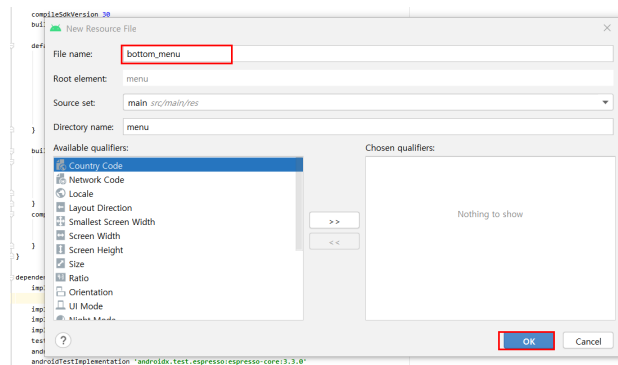 compileSdkVersion 30
New Resource File
File name:
bottom_menu
Root element:
menu
Source set:
main src/main/res
Directory name:
menu
Available qualifiers:
Chosen qualifiers:
Country Code
Network Code
Locale
Layout Direction
Smallest Screen Width
Screen Width
Screen Height
Size
Ratio
Orientation
UI Mode
Night Mode
>>
<<
Nothing to show
?
OK
Cancel
androidTestImplementation 'androidx.test.espresso:espresso-core:3.3.0'